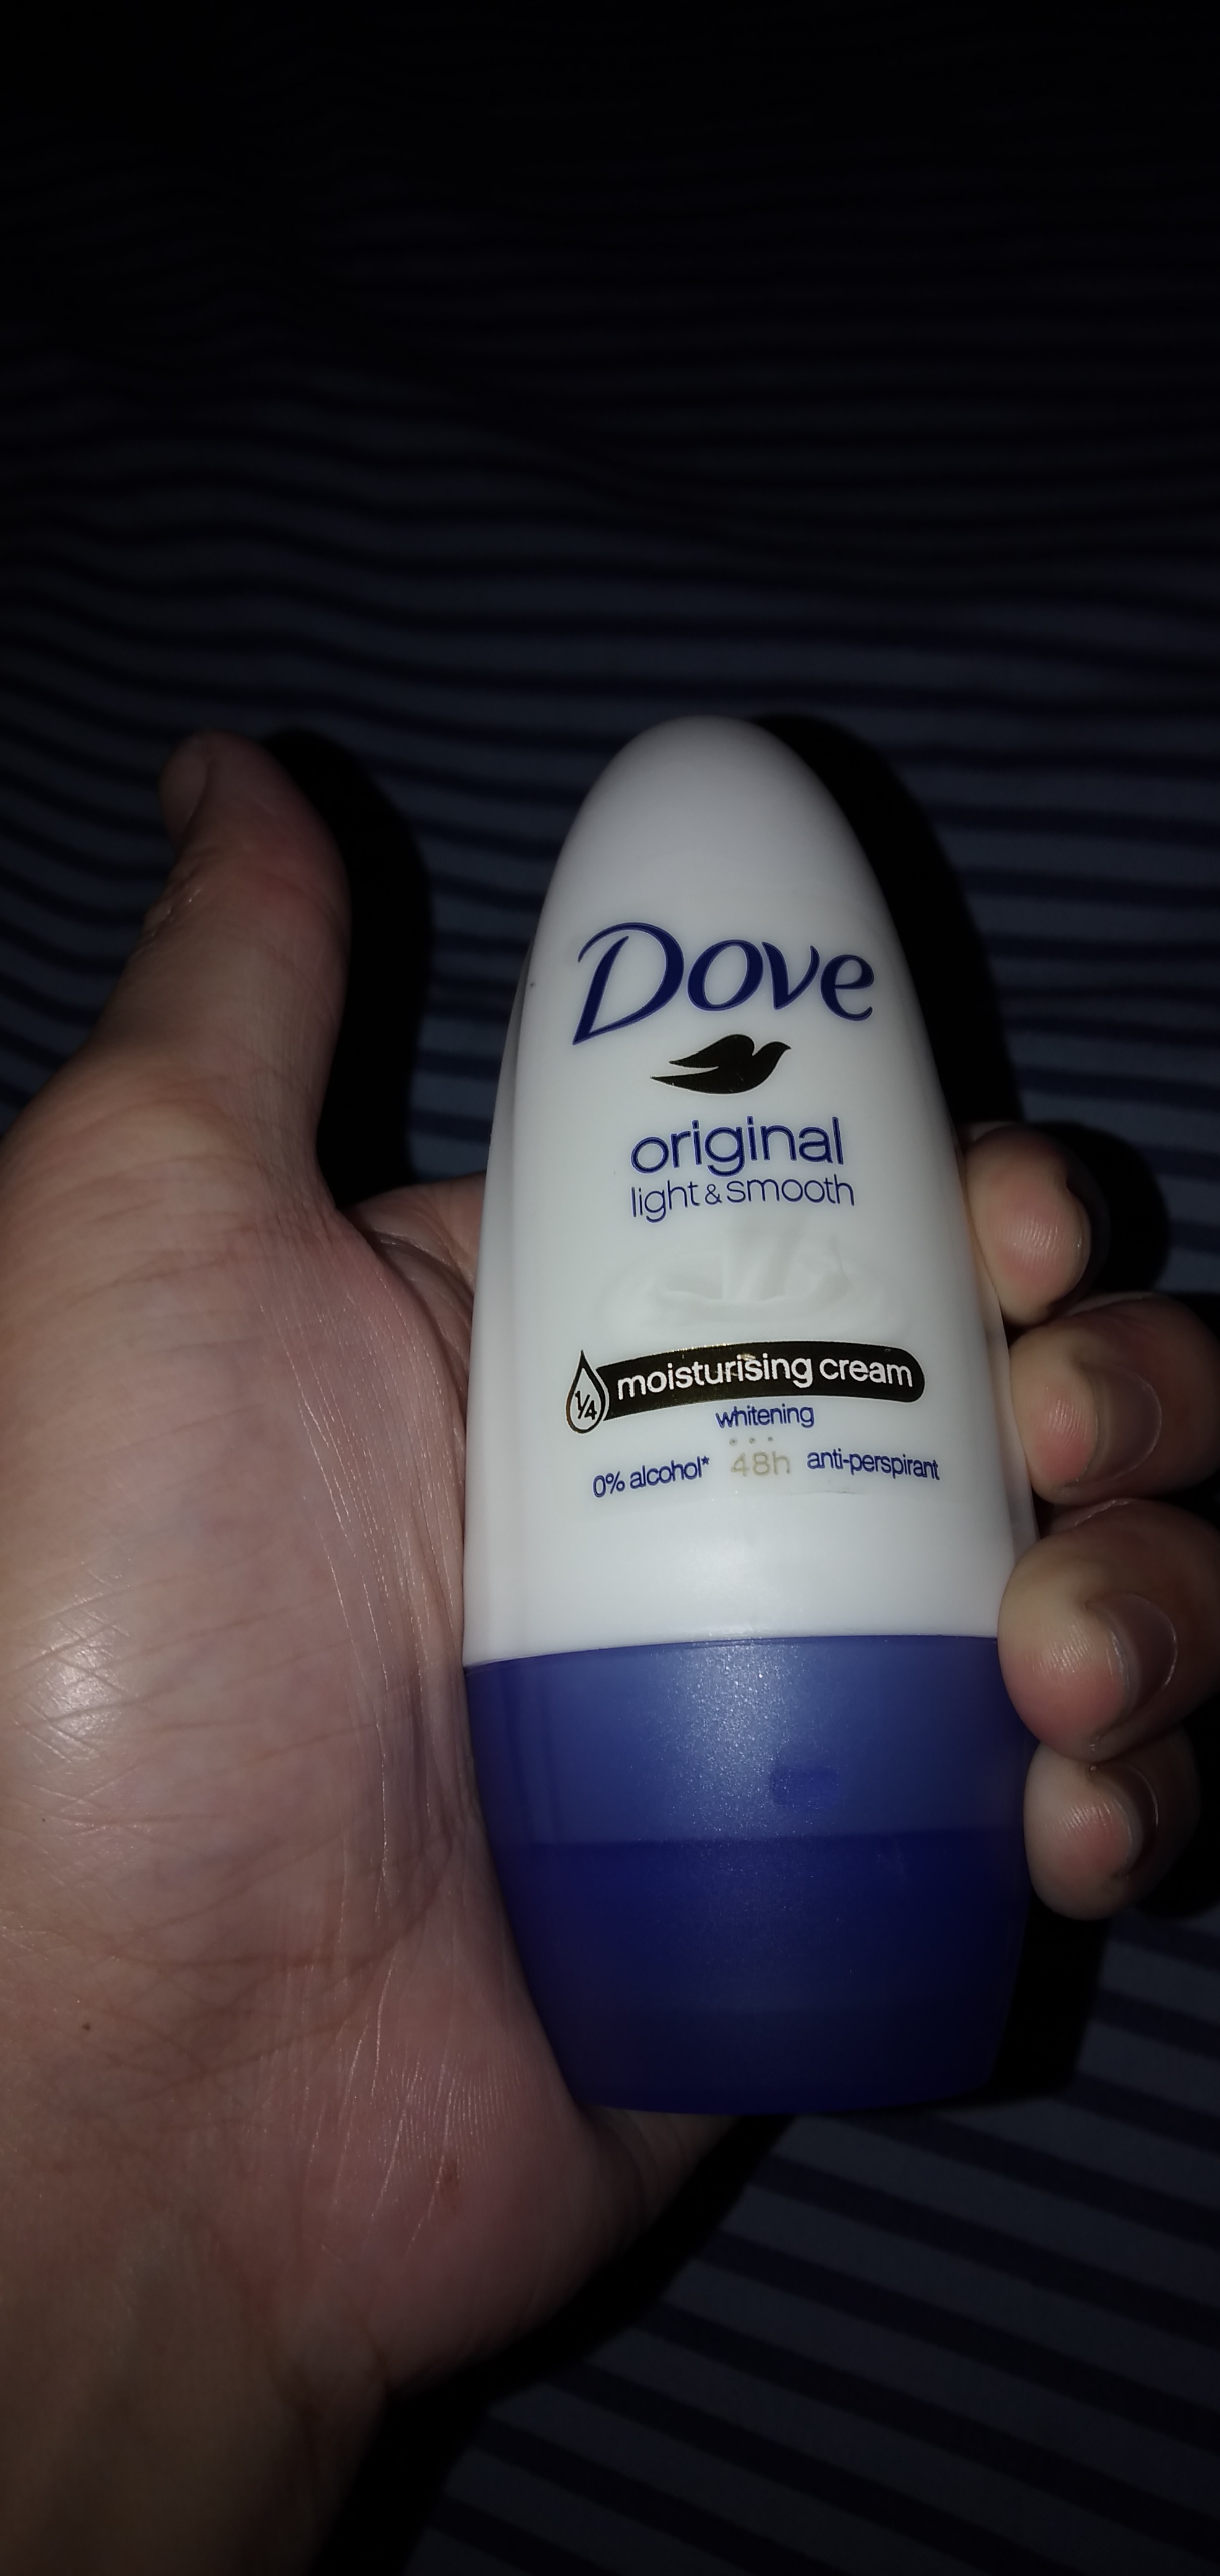 Dove
original
light & smooth
1/4 moisturising cream
whitening
0% alcohol* 48h anti-perspirant